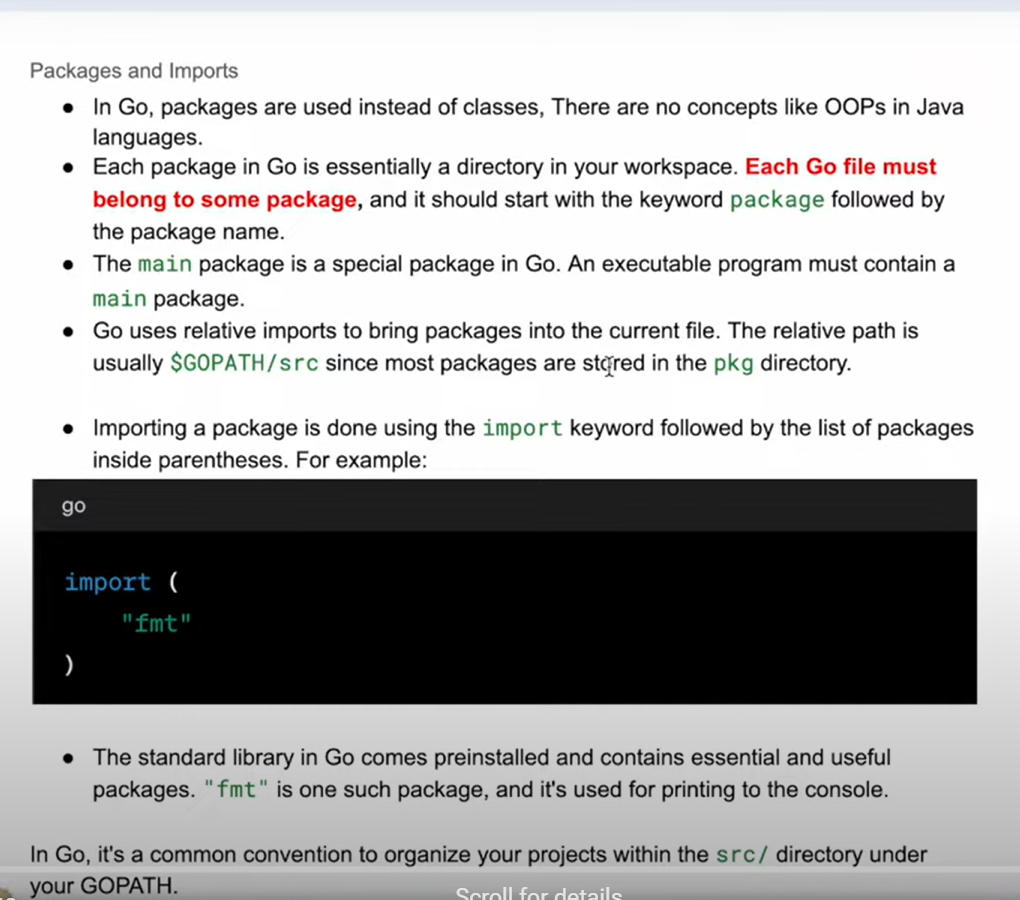 Packages and Imports
● In Go, packages are used instead of classes, There are no concepts like OOPs in Java
languages.
● Each package in Go is essentially a directory in your workspace. Each Go file must
belong to some package, and it should start with the keyword package followed by
the package name.
● The main package is a special package in Go. An executable program must contain a
main package.
● Go uses relative imports to bring packages into the current file. The relative path is
usually $GOPATH/src since most packages are stored in the pkg directory.
● Importing a package is done using the import keyword followed by the list of packages
inside parentheses. For example:
go
import (
    "fmt"
)
● The standard library in Go comes preinstalled and contains essential and useful
packages. "fmt" is one such package, and it's used for printing to the console.
In Go, it's a common convention to organize your projects within the src/ directory under
your GOPATH.
Scroll for details